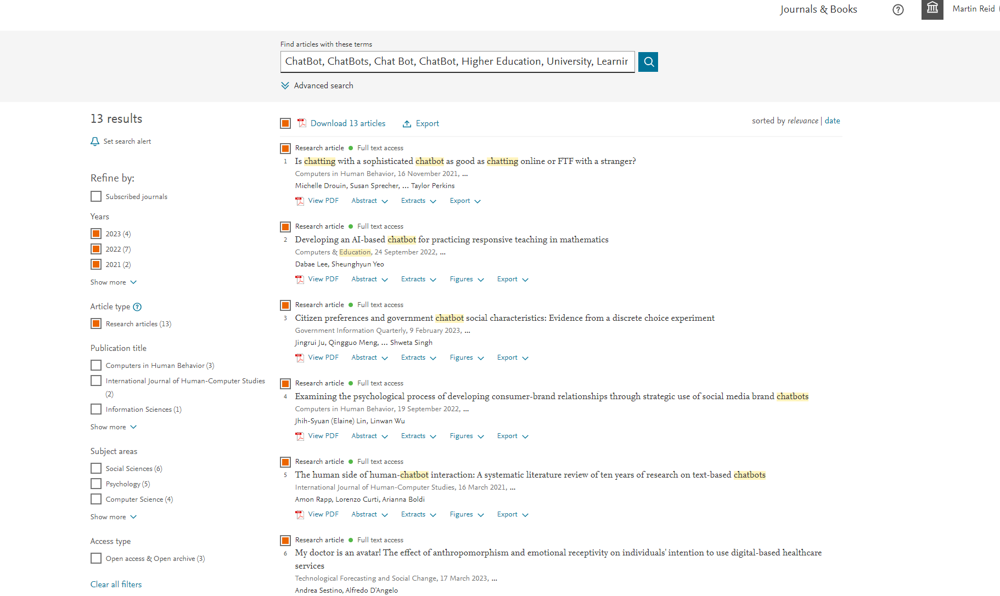 Journals & Books
Martin Reid
Find articles with these terms
ChatBot, ChatBots, Chat Bot, ChatBot, Higher Education, University, Learnin
Advanced search
13 results
Set search alert
Refine by:
Subscribed journals
Years
2023 (4)
2022 (7)
2021 (2)
Show more
Article type
Research articles (13)
Publication title
Computers in Human Behavior (3)
International Journal of Human-Computer Studies
(2)
Information Sciences (1)
Show more
Subject areas
Social Sciences (6)
Psychology (5)
Computer Science (4)
Show more
Access type
Open access & Open archive (3)
Clear all filters
Download 13 articles Export
sorted by relevance | date
Research article Full text access
1 Is chatting with a sophisticated chatbot as good as chatting online or FTF with a stranger?
Computers in Human Behavior, 16 November 2021, ...
Michelle Drouin, Susan Sprecher, ... Taylor Perkins
View PDF Abstract Extracts Export
Research article Full text access
2 Developing an AI-based chatbot for practicing responsive teaching in mathematics
Computers & Education, 24 September 2022, ...
Dabae Lee, Sheunghyun Yeo
View PDF Abstract Extracts Figures Export
Research article Full text access
3 Citizen preferences and government chatbot social characteristics: Evidence from a discrete choice experiment
Government Information Quarterly, 9 February 2023, ...
Jingrui Ju, Qingguo Meng, ... Shweta Singh
View PDF Abstract Extracts Figures Export
Research article Full text access
4 Examining the psychological process of developing consumer-brand relationships through strategic use of social media brand chatbots
Computers in Human Behavior, 19 September 2022, ...
Jhih-Syuan (Elaine) Lin, Linwan Wu
View PDF Abstract Extracts Figures Export
Research article Full text access
5 The human side of human-chatbot interaction: A systematic literature review of ten years of research on text-based chatbots
International Journal of Human-Computer Studies, 16 March 2021, ...
Amon Rapp, Lorenzo Curti, Arianna Boldi
View PDF Abstract Extracts Figures Export
Research article Full text access
6 My doctor is an avatar! The effect of anthropomorphism and emotional receptivity on individuals' intention to use digital-based healthcare
services
Technological Forecasting and Social Change, 17 March 2023, ...
Andrea Sestino, Alfredo D'Angelo